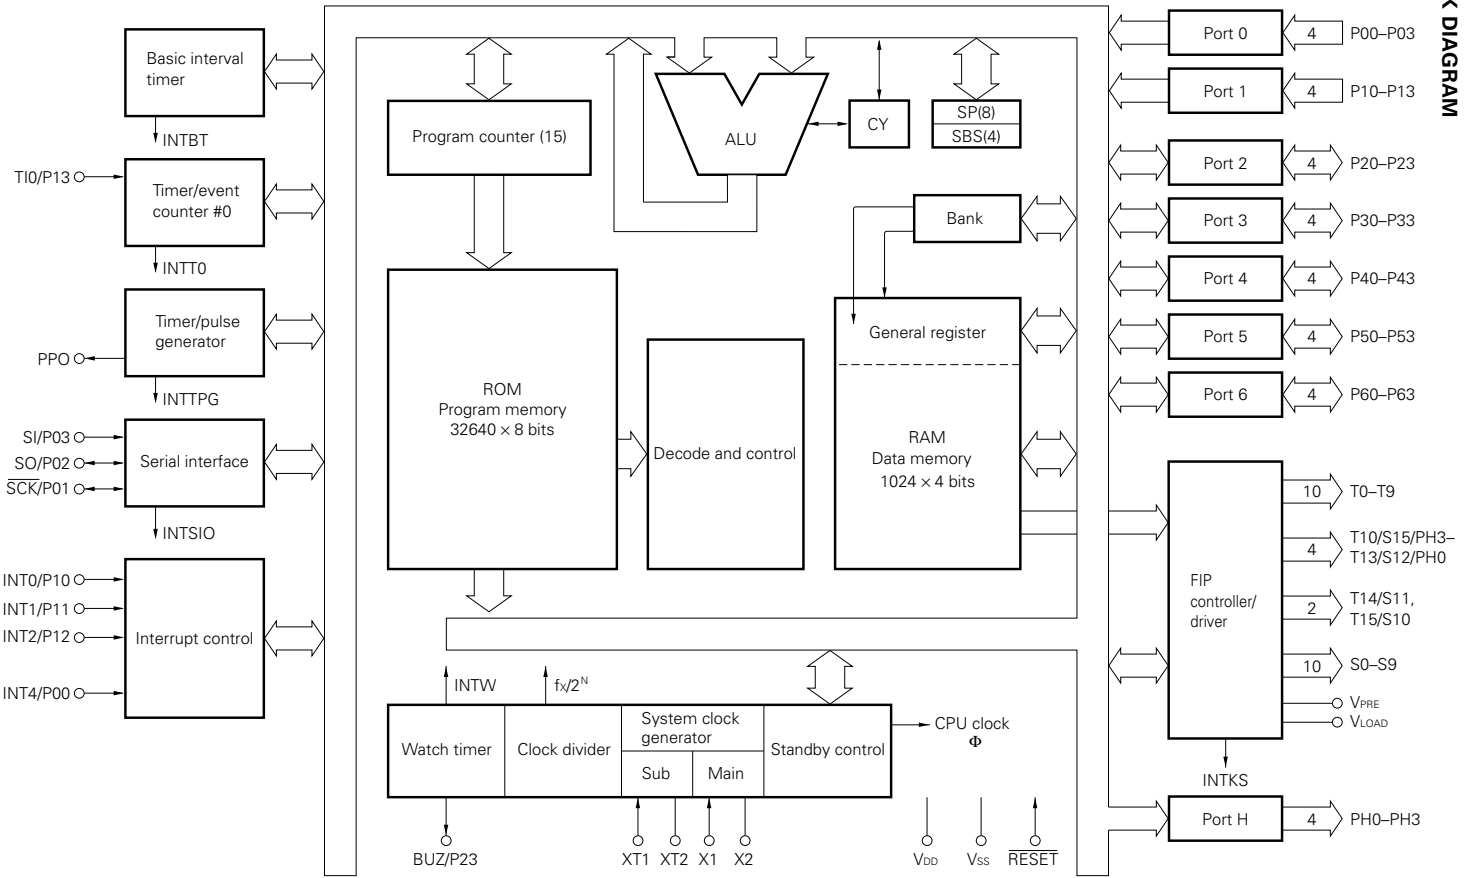 K DIAGRAM
Basic interval
timer
INTBT
TI0/P13
Timer/event
counter #0
INTT0
Timer/pulse
generator
PPO
INTTPG
SI/P03
SO/P02
SCK/P01
Serial interface
INTSIO
INT0/P10
INT1/P11
INT2/P12
INT4/P00
Interrupt control
Program counter (15)
ALU
CY
SP(8)
SBS(4)
Bank
ROM
Program memory
32640 × 8 bits
Decode and control
General register
RAM
Data memory
1024 × 4 bits
INTW
fX/2N
Watch timer
Clock divider
System clock
generator
Sub
Main
Standby control
CPU clock
Φ
BUZ/P23
XT1
XT2
X1
X2
VDD
VSS
RESET
Port 0
4
P00–P03
Port 1
4
P10–P13
Port 2
4
P20–P23
Port 3
4
P30–P33
Port 4
4
P40–P43
Port 5
4
P50–P53
Port 6
4
P60–P63
FIP
controller/
driver
10
T0–T9
4
T10/S15/PH3–
T13/S12/PH0
2
T14/S11,
T15/S10
10
S0–S9
VPRE
VLOAD
INTKS
Port H
4
PH0–PH3